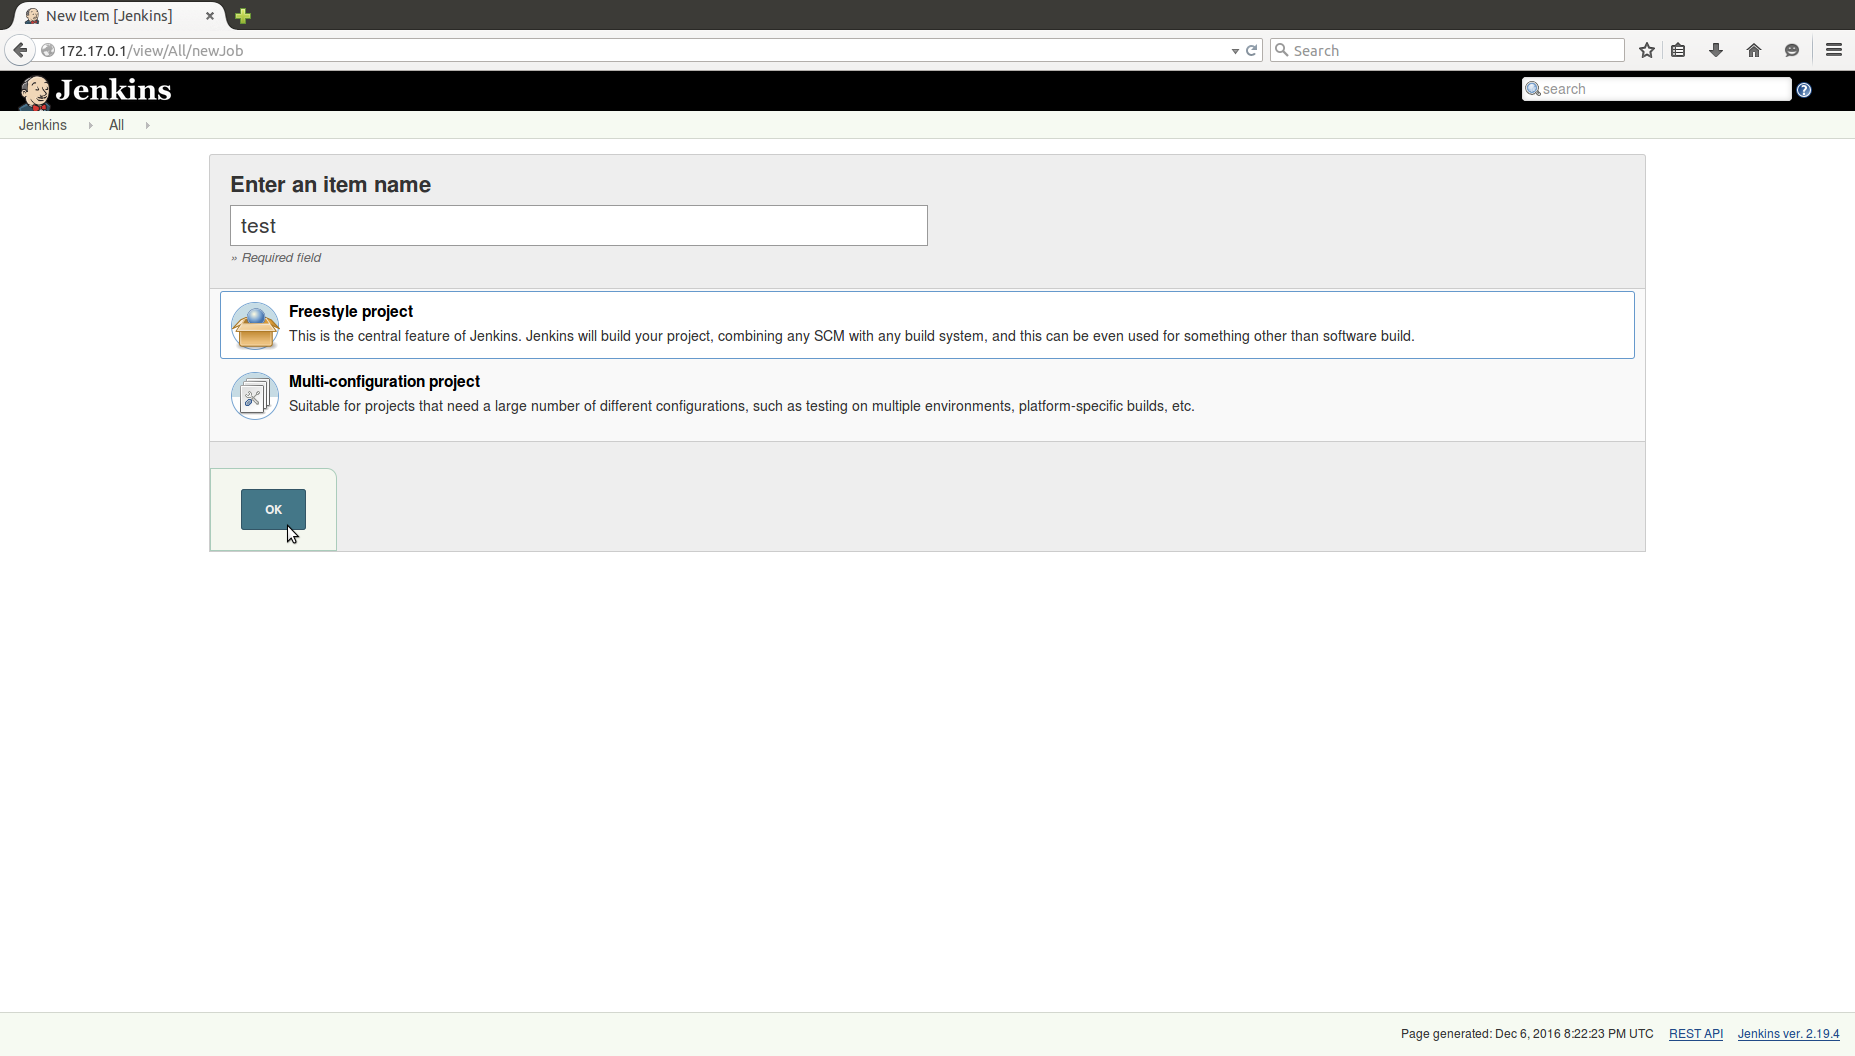 New Item [Jenkins]
172.17.0.1/view/All/newJob
Search
Jenkins
search
?
Jenkins
All
Enter an item name
test
» Required field
Freestyle project
This is the central feature of Jenkins. Jenkins will build your project, combining any SCM with any build system, and this can be even used for something other than software build.
Multi-configuration project
Suitable for projects that need a large number of different configurations, such as testing on multiple environments, platform-specific builds, etc.
OK
Page generated: Dec 6, 2016 8:22:23 PM UTC REST API Jenkins ver. 2.19.4